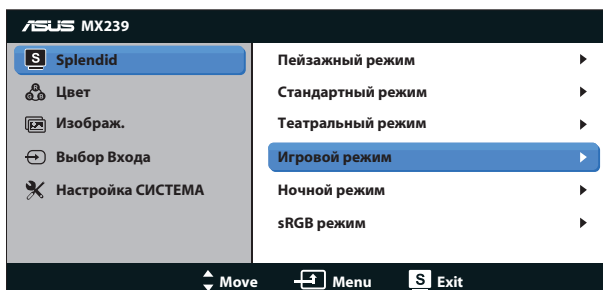 ASUS MX239
S Splendid
Цвет
Изображ.
Выбор Входа
Настройка СИСТЕМА
Пейзажный режим
Стандартный режим
Театральный режим
Игровой режим
Ночной режим
sRGB режим
Move Menu S Exit